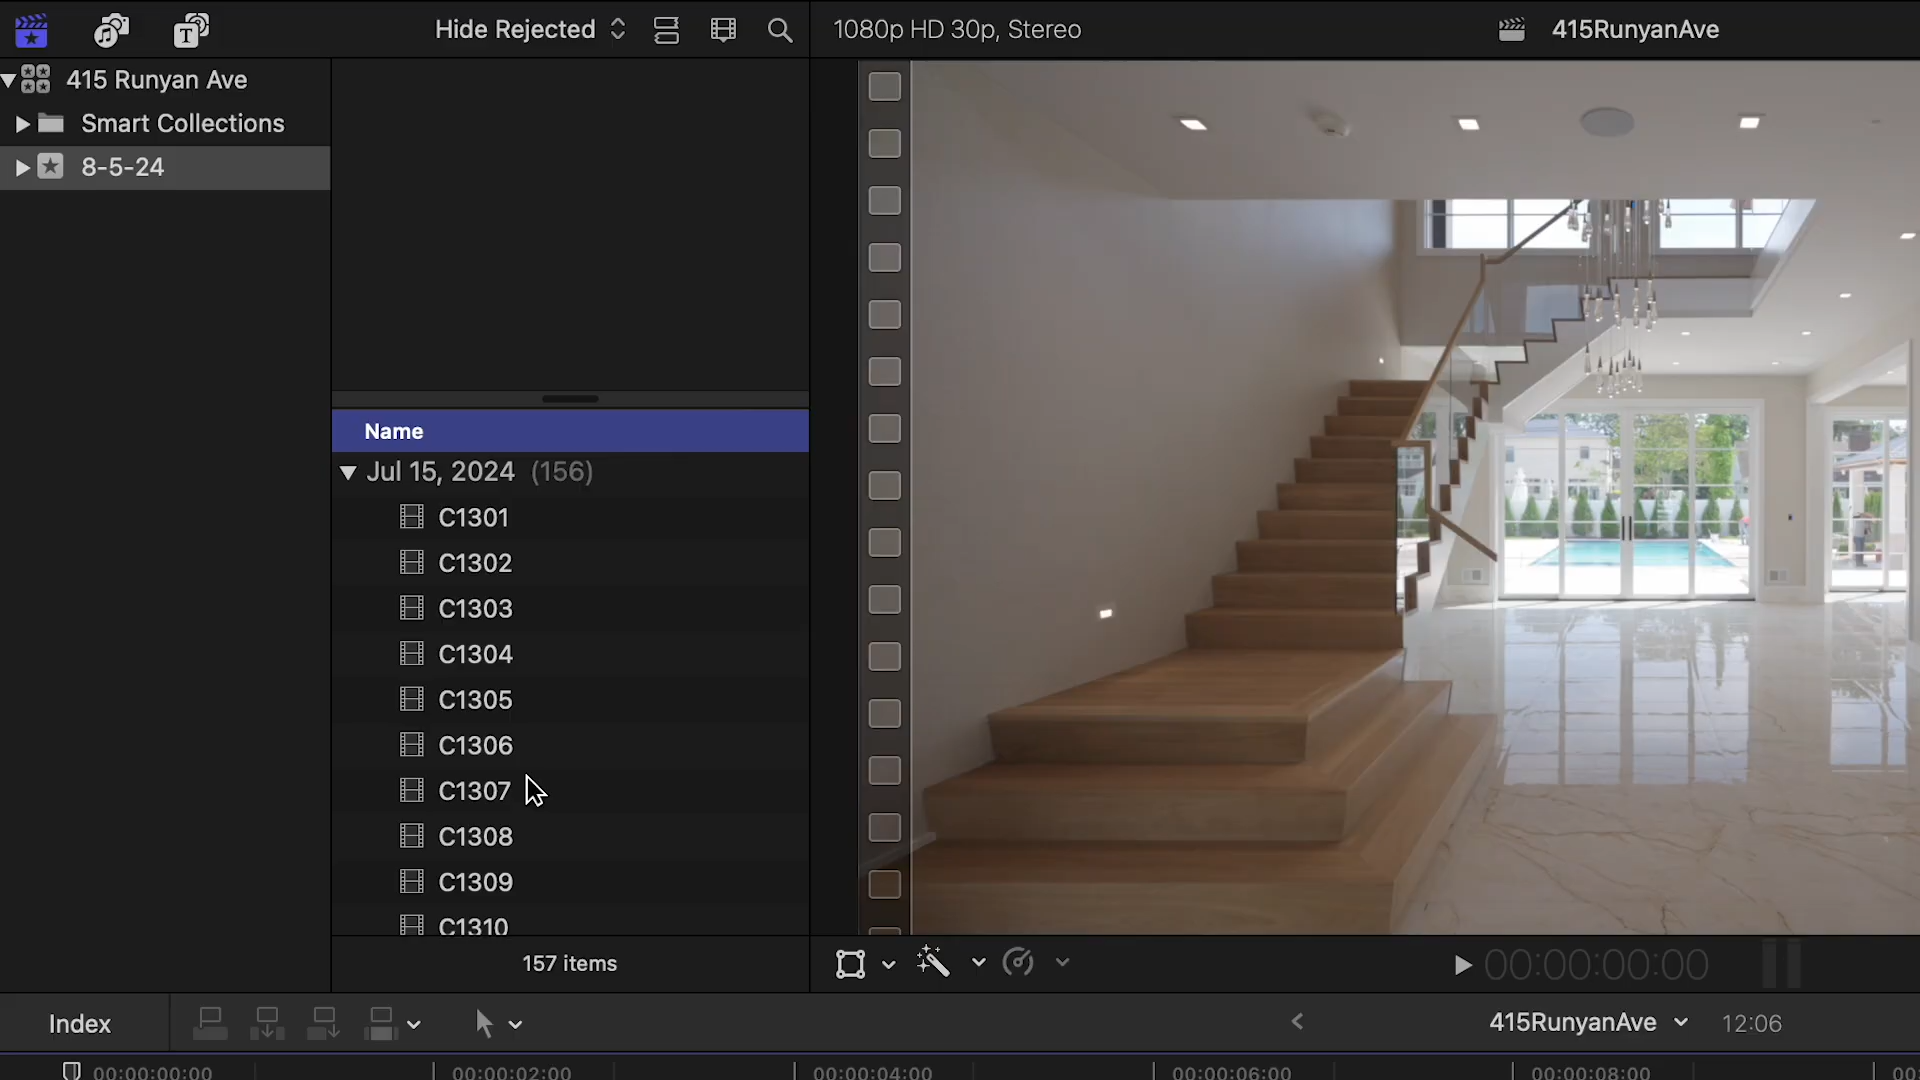 Hide Rejected
1080p HD 30p, Stereo
415RunyanAve
415 Runyan Ave
Smart Collections
8-5-24
Name
Jul 15, 2024 (156)
C1301
C1302
C1303
C1304
C1305
C1306
C1307
C1308
C1309
C1310
157 items
00:00:00:00
Index
415RunyanAve
12:06
00:00:00:00
00:00:02:00
00:00:04:00
00:00:06:00
00:00:08:00